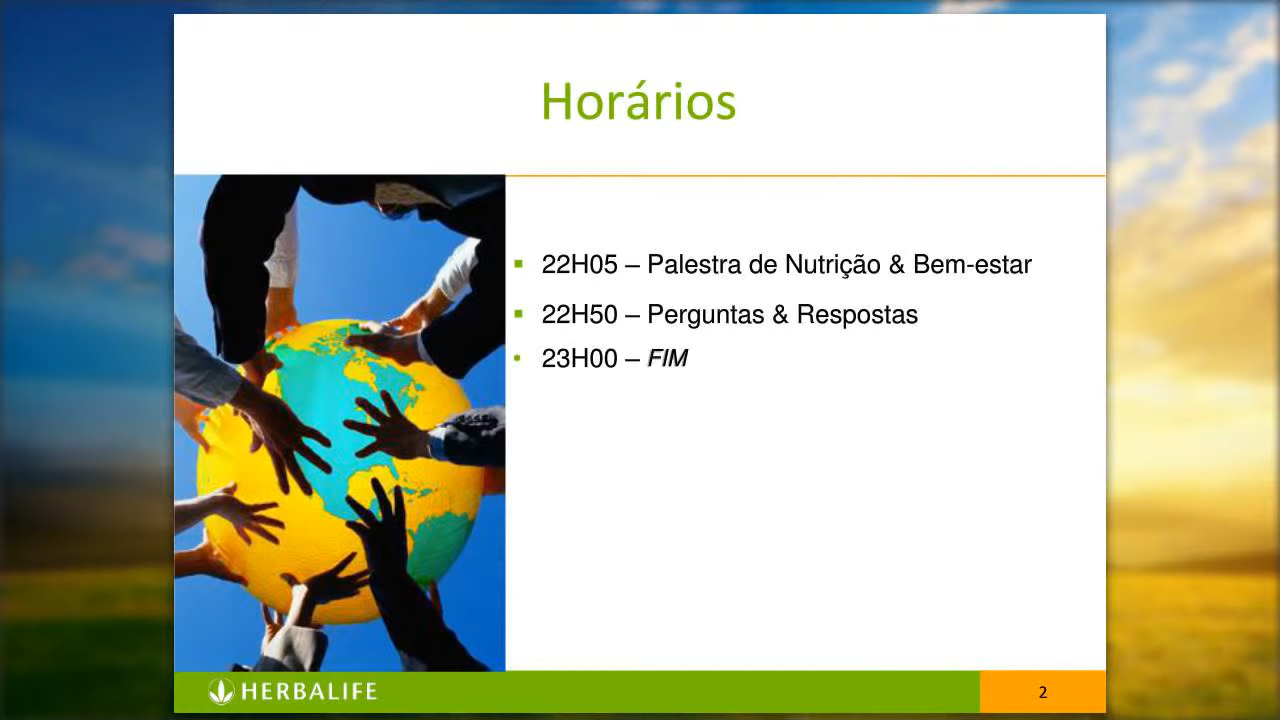 Horários
22H05 – Palestra de Nutrição & Bem-estar
22H50 – Perguntas & Respostas
23H00 – FIM
HERBALIFE
2